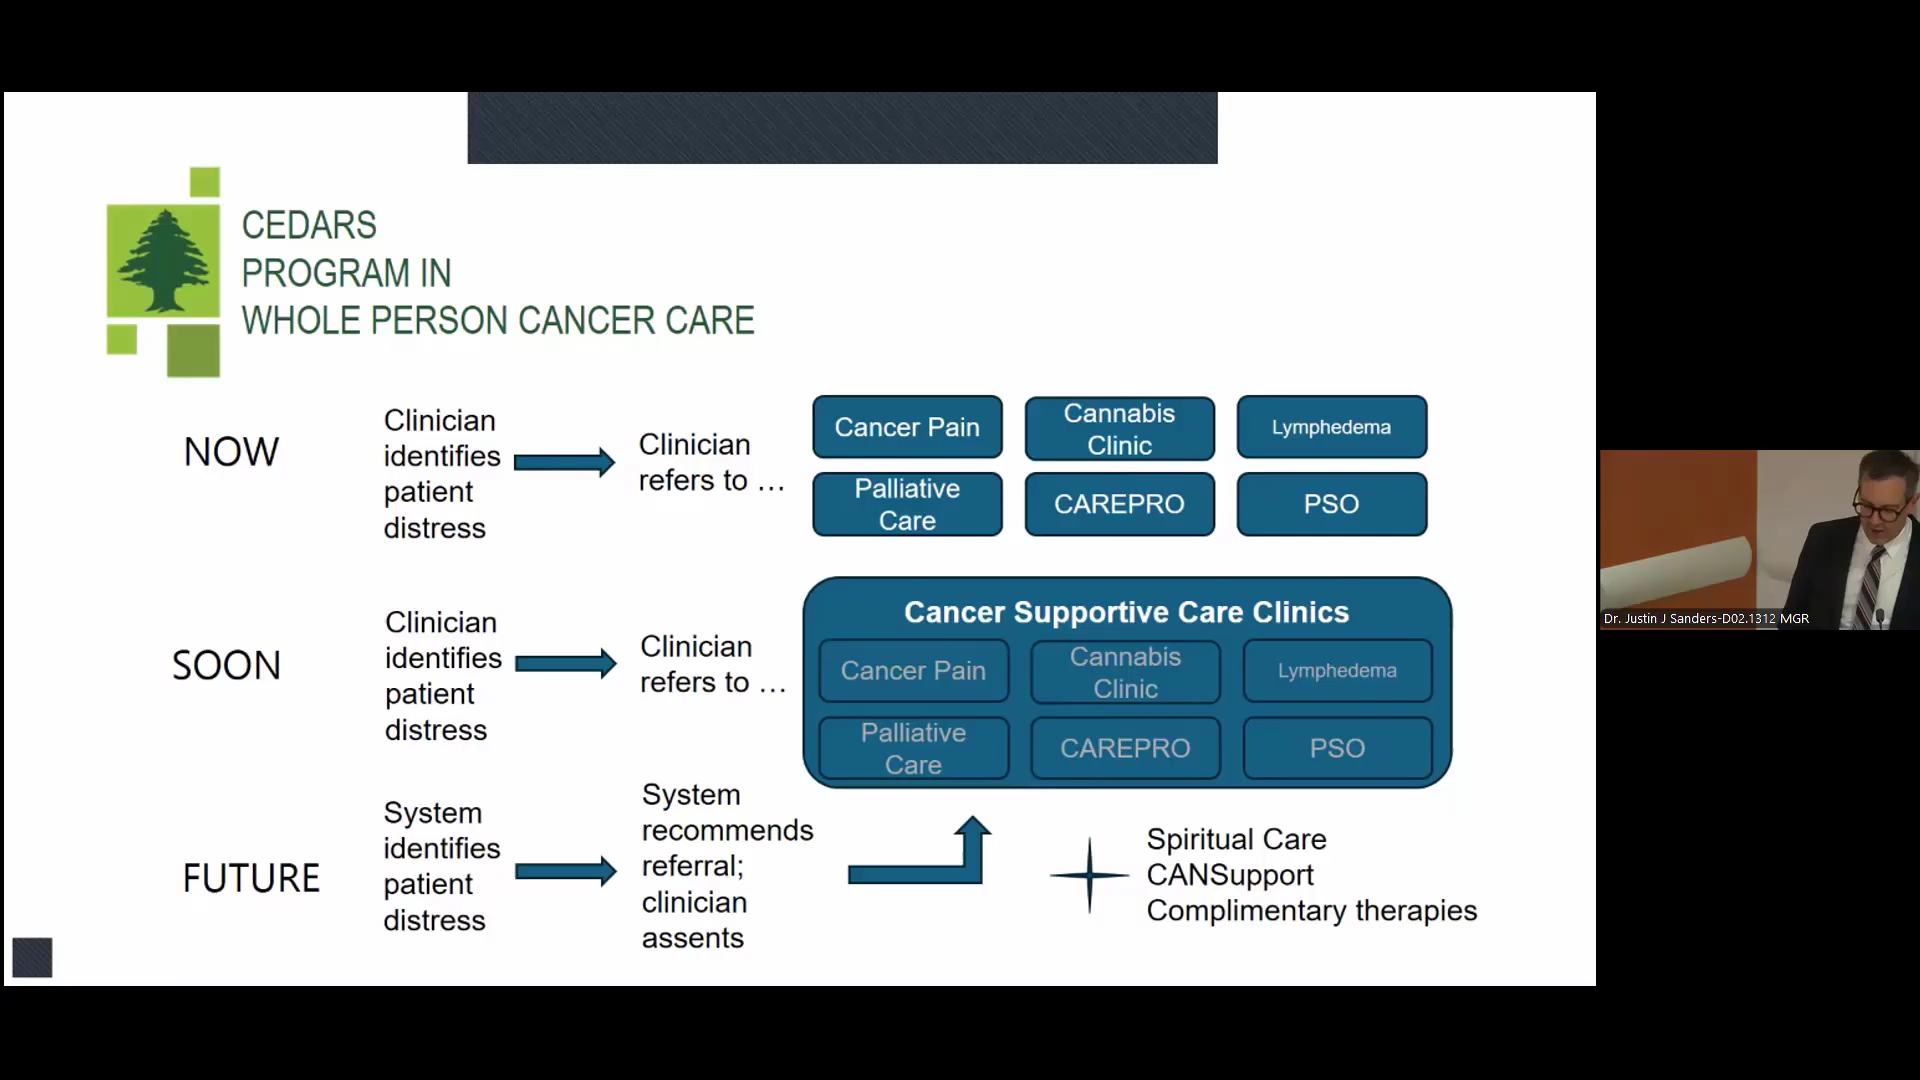 CEDARS
PROGRAM IN
WHOLE PERSON CANCER CARE
NOW
Clinician
identifies
patient
distress
Clinician
refers to …
Cancer Pain
Cannabis
Clinic
Lymphedema
Palliative
Care
CAREPRO
PSO
SOON
Clinician
identifies
patient
distress
Clinician
refers to …
Cancer Supportive Care Clinics
Cancer Pain
Cannabis
Clinic
Lymphedema
Palliative
Care
CAREPRO
PSO
FUTURE
System
identifies
patient
distress
System
recommends
referral;
clinician
assents
Spiritual Care
CANSupport
Complimentary therapies
Dr. Justin J Sanders-D02.1312 MGR